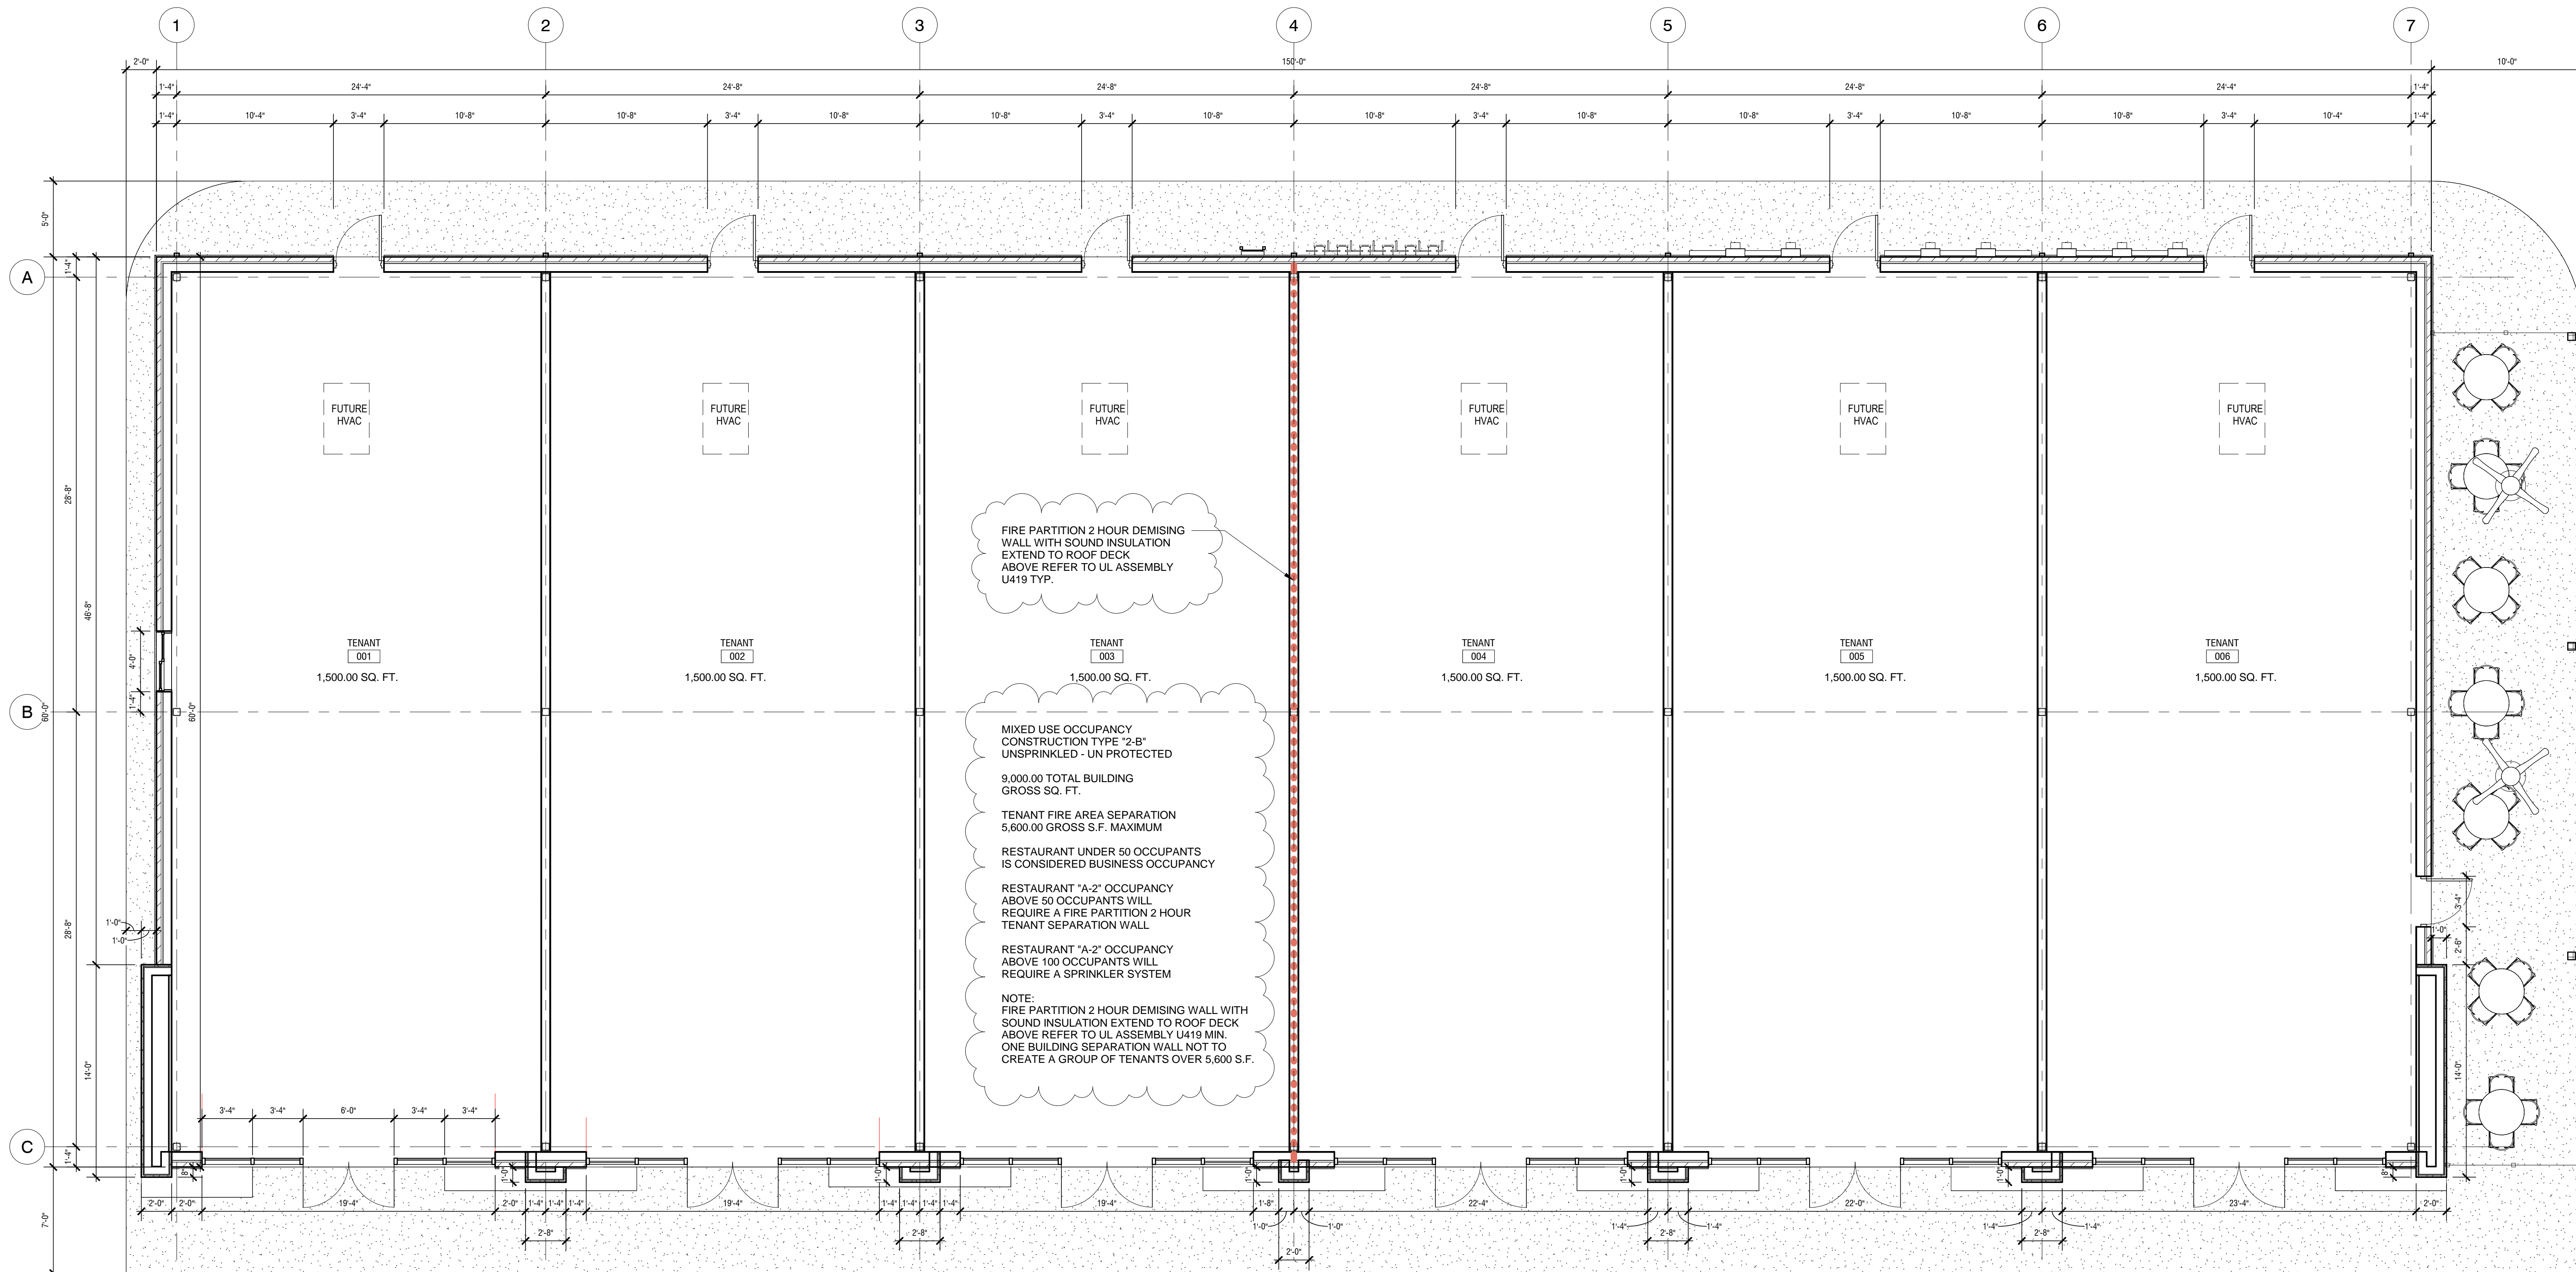 1 2 3 4 5 6 7
2'-0" 150'-0" 10'-0"
1'-4" 24'-4" 24'-8" 24'-8" 24'-8" 24'-8" 24'-4" 1'-4"
1'-4" 10'-4" 3'-4" 10'-8" 10'-8" 3'-4" 10'-8" 10'-8" 3'-4" 10'-8" 10'-8" 3'-4" 10'-8" 10'-8" 3'-4" 10'-8" 10'-8" 3'-4" 10'-4" 1'-4"
5'-0"
1'-4"
A
FUTURE FUTURE FUTURE FUTURE FUTURE FUTURE
HVAC HVAC HVAC HVAC HVAC HVAC
28'-8"
FIRE PARTITION 2 HOUR DEMISING
WALL WITH SOUND INSULATION
EXTEND TO ROOF DECK
ABOVE REFER TO UL ASSEMBLY
U419 TYP.
46'-8"
TENANT TENANT TENANT TENANT TENANT TENANT
001 002 003 004 005 006
1,500.00 SQ. FT. 1,500.00 SQ. FT. 1,500.00 SQ. FT. 1,500.00 SQ. FT. 1,500.00 SQ. FT. 1,500.00 SQ. FT.
4'-0"
1'-4"
B
60'-0" 60'-0"
MIXED USE OCCUPANCY
CONSTRUCTION TYPE "2-B"
UNSPRINKLED - UN PROTECTED
9,000.00 TOTAL BUILDING
GROSS SQ. FT.
TENANT FIRE AREA SEPARATION
5,600.00 GROSS S.F. MAXIMUM
RESTAURANT UNDER 50 OCCUPANTS
IS CONSIDERED BUSINESS OCCUPANCY
RESTAURANT "A-2" OCCUPANCY
ABOVE 50 OCCUPANTS WILL
REQUIRE A FIRE PARTITION 2 HOUR
TENANT SEPARATION WALL
RESTAURANT "A-2" OCCUPANCY
ABOVE 100 OCCUPANTS WILL
REQUIRE A SPRINKLER SYSTEM
NOTE:
FIRE PARTITION 2 HOUR DEMISING WALL WITH
SOUND INSULATION EXTEND TO ROOF DECK
ABOVE REFER TO UL ASSEMBLY U419 MIN.
ONE BUILDING SEPARATION WALL NOT TO
CREATE A GROUP OF TENANTS OVER 5,600 S.F.
28'-8"
1'-0"
1'-0"
3'-4"
1'-0" 2'-6"
14'-0" 14'-0"
3'-4" 3'-4" 6'-0" 3'-4" 3'-4"
C
1'-4"
8" 1'-0" 1'-0" 1'-0" 1'-0" 1'-0" 8"
7'-0"
2'-0" 2'-0" 19'-4" 2'-0" 1'-4" 1'-4" 1'-4" 19'-4" 1'-4" 1'-4" 1'-4" 1'-4" 19'-4" 1'-8" 22'-4" 22'-0" 23'-4" 2'-0"
1'-0" 1'-0" 1'-4" 1'-4" 1'-4" 1'-4"
2'-8" 2'-8" 2'-0" 2'-8" 2'-8"